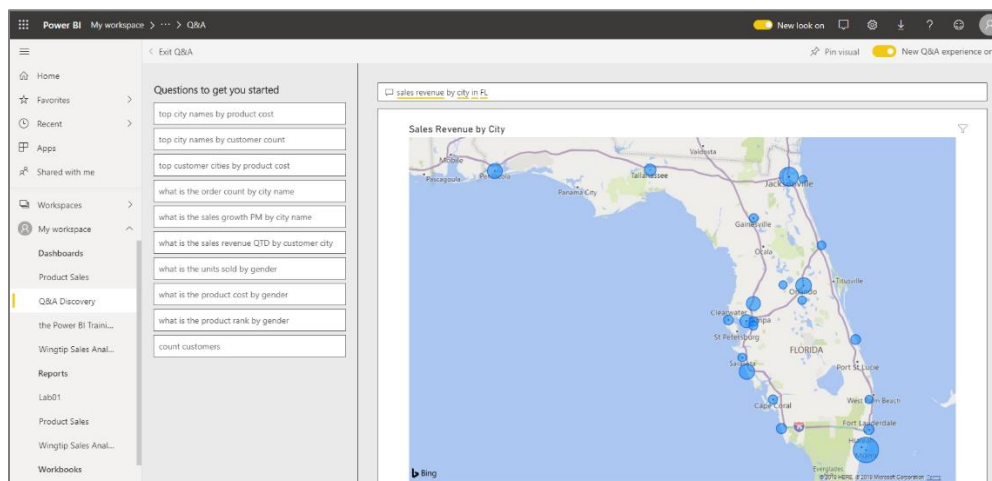 Power BI My workspace > ··· > Q&A New look on
Exit Q&A Pin visual New Q&A experience on
Home
Favorites
Recent
Apps
Shared with me
Workspaces
My workspace
Dashboards
Product Sales
Q&A Discovery
the Power BI Traini...
Wingtip Sales Anal...
Reports
Lab01
Product Sales
Wingtip Sales Anal...
Workbooks
Questions to get you started
top city names by product cost
top city names by customer count
top customer cities by product cost
what is the order count by city name
what is the sales growth PM by city name
what is the sales revenue QTD by customer city
what is the units sold by gender
what is the product cost by gender
what is the product rank by gender
count customers
sales revenue by city in FL
Sales Revenue by City
Mobile
Valdosta
Pascagoula
Pensacola
Tallahassee
Jacksonville
Panama City
Gainesville
Ocala
Orlando
Titusville
Clearwater
Tampa
St Petersburg
FLORIDA
Sarasota
Port St Lucie
Cape Coral
West Palm Beach
Fort Lauderdale
Miami
Everglades
Bing
© 2019 HERE, © 2019 Microsoft Corporation Terms